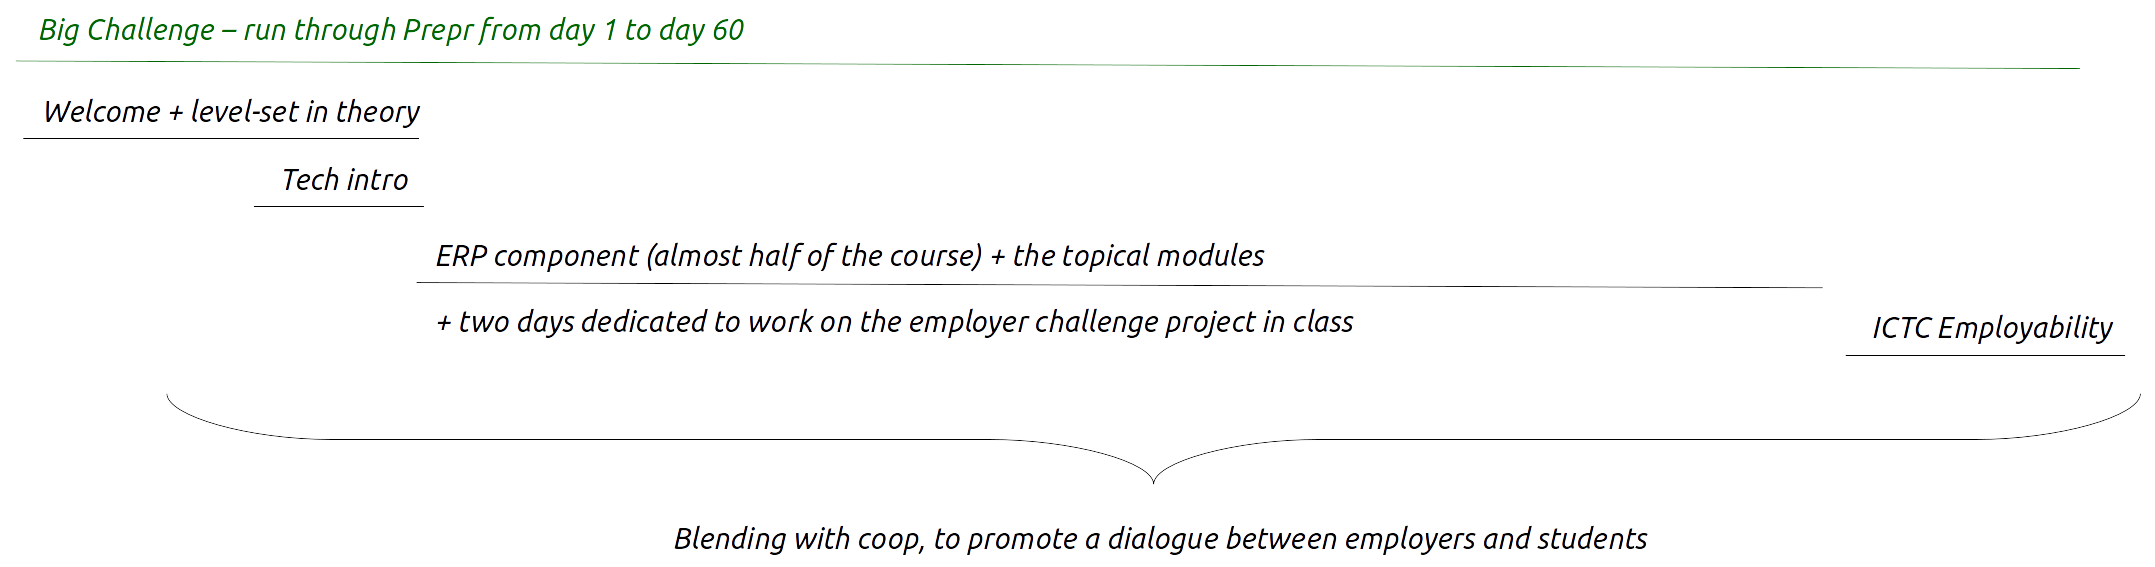 Big Challenge – run through Prepr from day 1 to day 60
Welcome + level-set in theory
Tech intro
ERP component (almost half of the course) + the topical modules
+ two days dedicated to work on the employer challenge project in class
ICTC Employability
Blending with coop, to promote a dialogue between employers and students